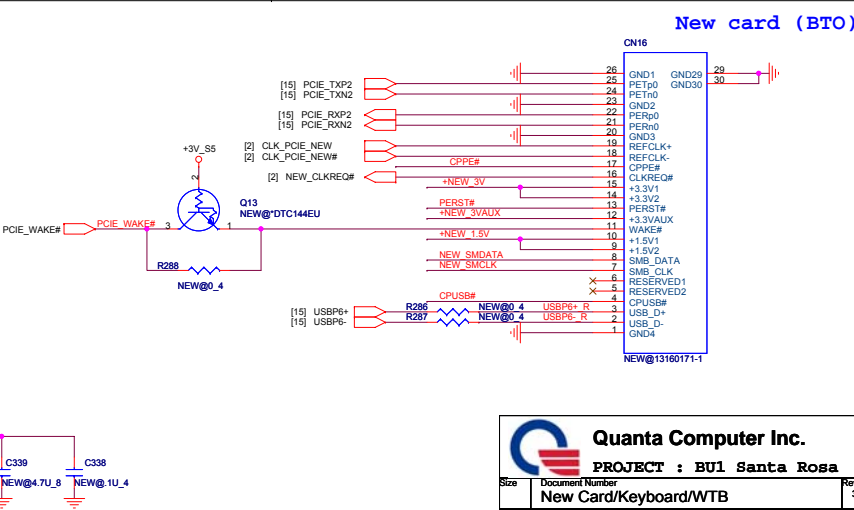 New card (BTO)
CN16
[15] PCIE_TXP2
[15] PCIE_TXN2
[15] PCIE_RXP2
[15] PCIE_RXN2
[2] CLK_PCIE_NEW
[2] CLK_PCIE_NEW#
[2] NEW_CLKREQ#
CPPE#
+NEW_3V
PERST#
+NEW_3VAUX
+NEW_1.5V
NEW_SMDATA
NEW_SMCLK
CPUSB#
26 GND1
25 PETp0
24 PETn0
23 GND2
22 PERp0
21 PERn0
20 GND3
19 REFCLK+
18 REFCLK-
17 CPPE#
16 CLKREQ#
15 +3.3V1
14 +3.3V2
13 PERST#
12 +3.3VAUX
11 WAKE#
10 +1.5V1
9 +1.5V2
8 SMB_DATA
7 SMB_CLK
6 RESERVED1
5 RESERVED2
4 CPUSB#
3 USB_D+
2 USB_D-
1 GND4
GND29 29
GND30 30
NEW@13160171-1
+3V_S5
2
Q13
NEW@*DTC144EU
PCIE_WAKE#
PCIE_WAKE#
3
1
R288
NEW@0_4
[15] USBP6+
[15] USBP6-
R286 NEW@0_4 USBP6+_R
R287 NEW@0_4 USBP6-_R
C339
NEW@4.7U_8
C338
NEW@.1U_4
Quanta Computer Inc.
PROJECT : BU1 Santa Rosa
Size
Document Number
New Card/Keyboard/WTB